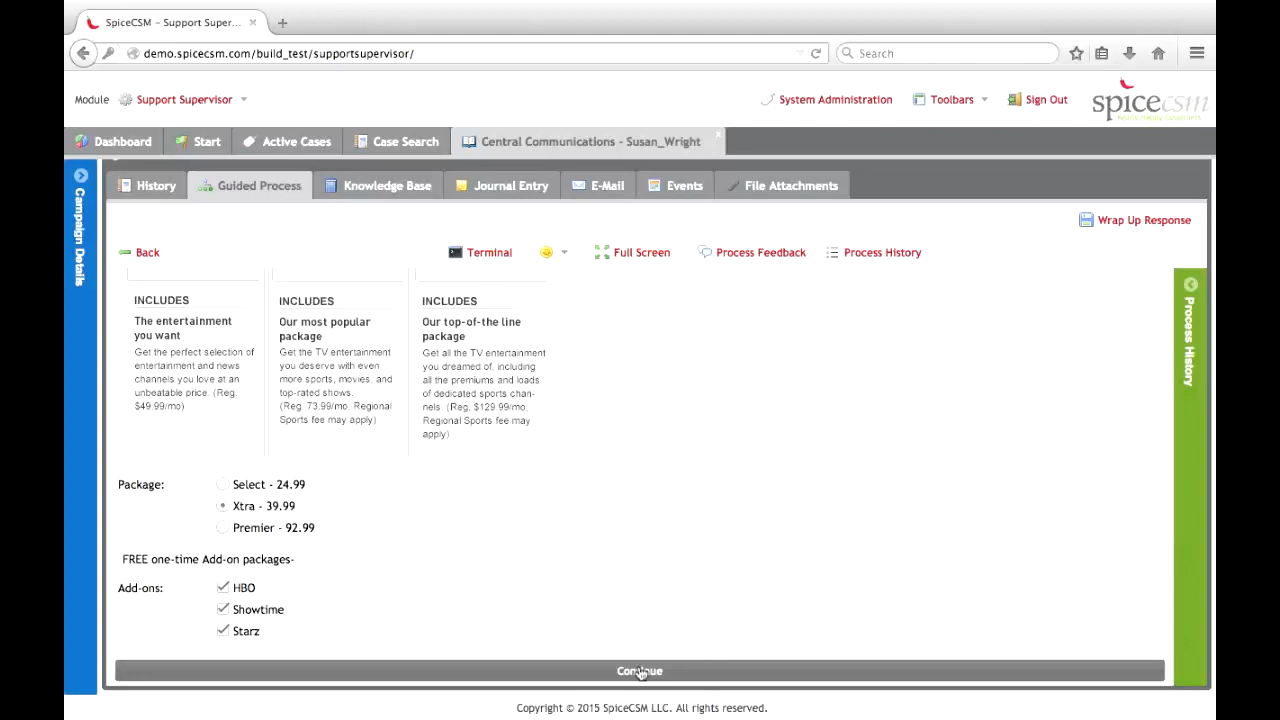 SpiceCSM – Support Super...
demo.spicecsm.com/build_test/supportsupervisor/
Search
Module Support Supervisor
System Administration Toolbars Sign Out
spicecsm
Dashboard Start Active Cases Case Search Central Communications - Susan_Wright
Campaign Details
History Guided Process Knowledge Base Journal Entry E-Mail Events File Attachments
Wrap Up Response
Back Terminal Full Screen Process Feedback Process History
Process History
INCLUDES
The entertainment
you want
Get the perfect selection of
entertainment and news
channels you love at an
unbeatable price. (Reg.
$49.99/mo)
INCLUDES
Our most popular
package
Get the TV entertainment
you deserve with even
more sports, movies, and
top-rated shows.
(Reg. 73.99/mo, Regional
Sports fee may apply)
INCLUDES
Our top-of-the line
package
Get all the TV entertainment
you dreamed of, including
all the premiums and loads
of dedicated sports chan-
nels. (Reg. $129.99/mo;
Regional Sports fee may
apply)
Package:
Select - 24.99
Xtra - 39.99
Premier - 92.99
FREE one-time Add-on packages-
Add-ons:
HBO
Showtime
Starz
Continue
Copyright © 2015 SpiceCSM LLC. All rights reserved.